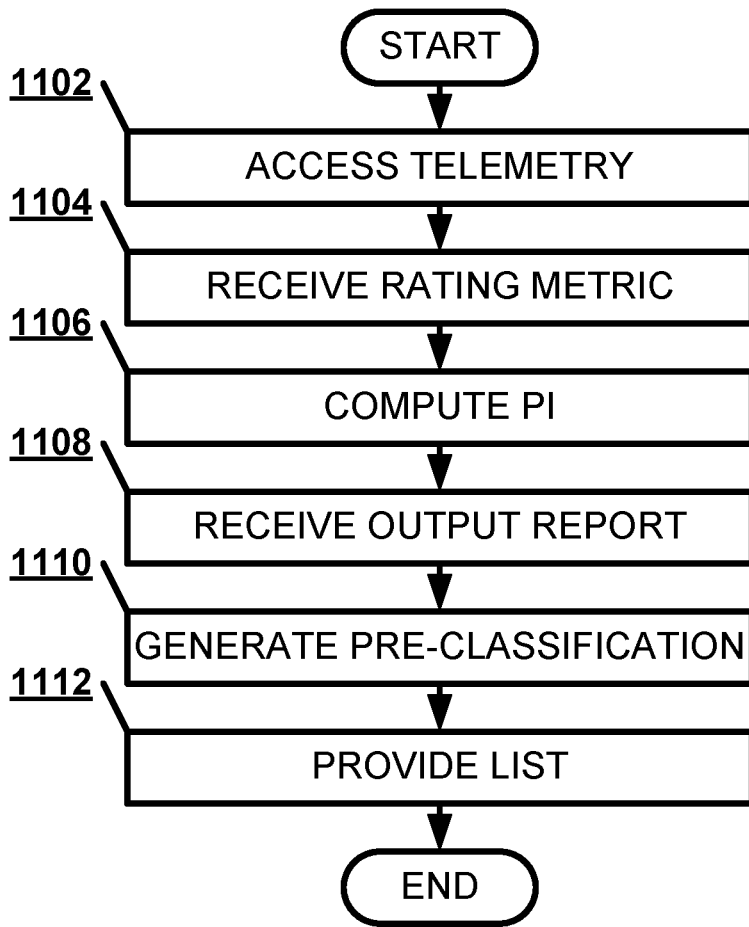 START
1102
ACCESS TELEMETRY
1104
RECEIVE RATING METRIC
1106
COMPUTE PI
1108
RECEIVE OUTPUT REPORT
1110
GENERATE PRE-CLASSIFICATION
1112
PROVIDE LIST
END